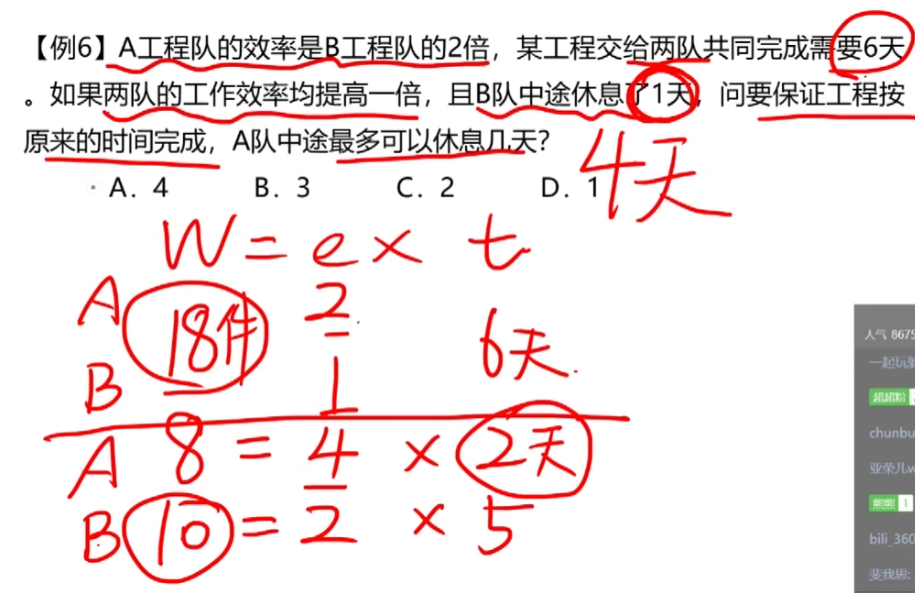 【例6】A工程队的效率是B工程队的2倍，某工程交给两队共同完成需要6天
。如果两队的工作效率均提高一倍，且B队中途休息了1天，问要保证工程按
原来的时间完成，A队中途最多可以休息几天？
A. 4 B. 3 C. 2 D. 1
4天
W = e × t
A 2
18件 6天
B 1
A 8 = 4 × 2天
B 10 = 2 × 5
人气 8675
一起玩
超超粉
chunbu
亚荣儿w
熊熊 1
bili_360
斐我思: